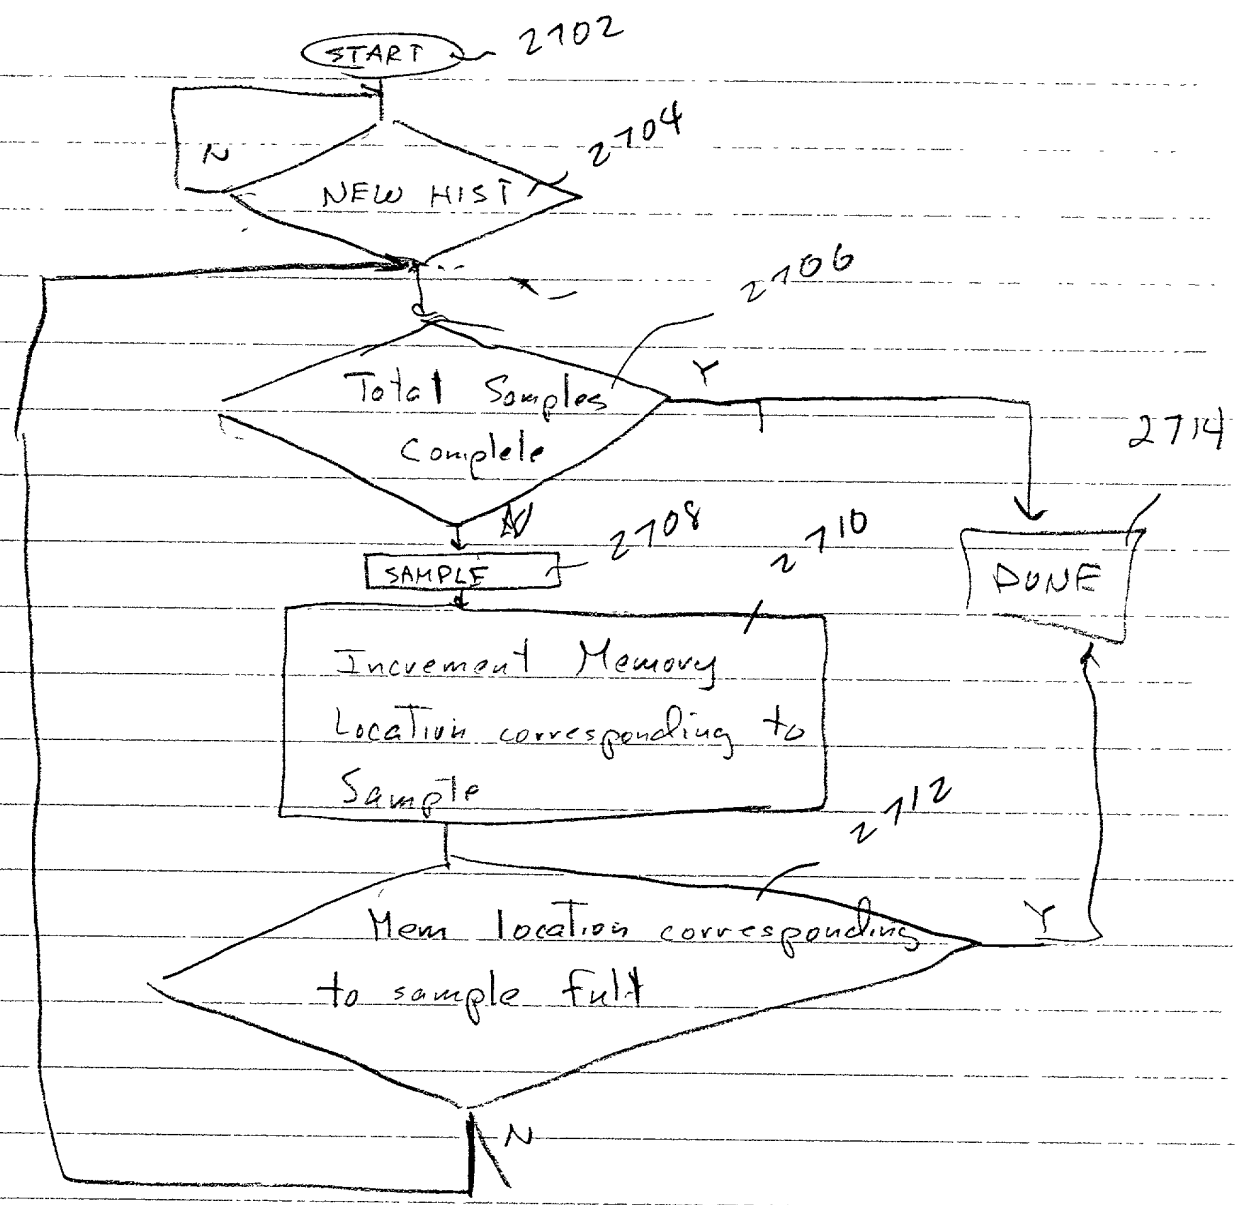 START 2702
2704
N
NEW HIST
2706
Total Samples Y
Complete
2714
N
2708
2710
SAMPLE
DONE
Increment Memory
Location corresponding to
Sample
2712
Mem location corresponding Y
to sample full
N